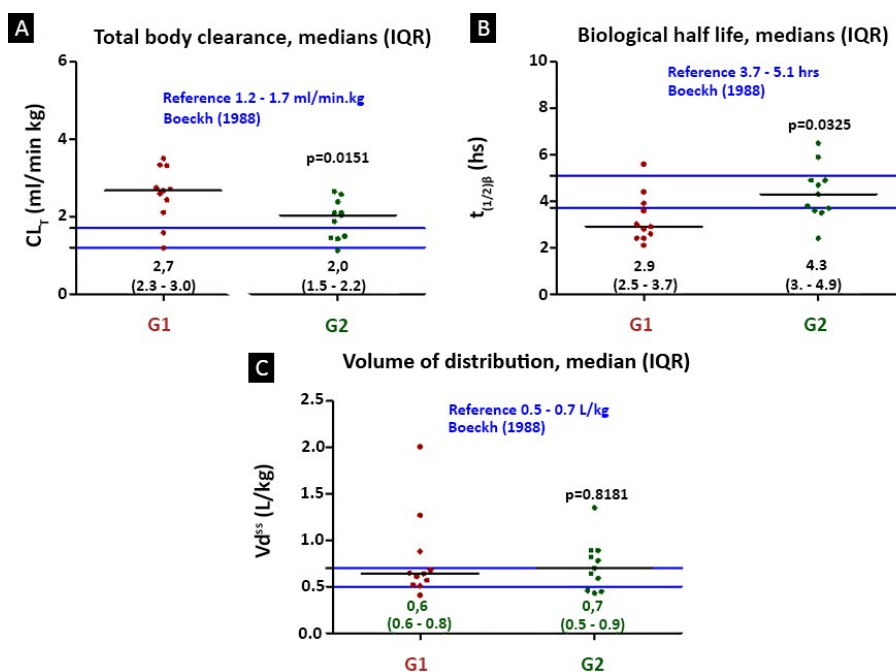 A
Total body clearance, medians (IQR)
CL_T (ml/min kg)
6
4
2
0
Reference 1.2 - 1.7 ml/min.kg
Boeckh (1988)
p=0.0151
2,7
(2.3 - 3.0)
2,0
(1.5 - 2.2)
G1
G2
B
Biological half life, medians (IQR)
t_(1/2)β (hs)
10
8
6
4
2
0
Reference 3.7 - 5.1 hrs
Boeckh (1988)
p=0.0325
2.9
(2.5 - 3.7)
4.3
(3. - 4.9)
G1
G2
C
Volume of distribution, median (IQR)
Vd^ss (L/kg)
2.5
2.0
1.5
1.0
0.5
0.0
Reference 0.5 - 0.7 L/kg
Boeckh (1988)
p=0.8181
0,6
(0.6 - 0.8)
0,7
(0.5 - 0.9)
G1
G2